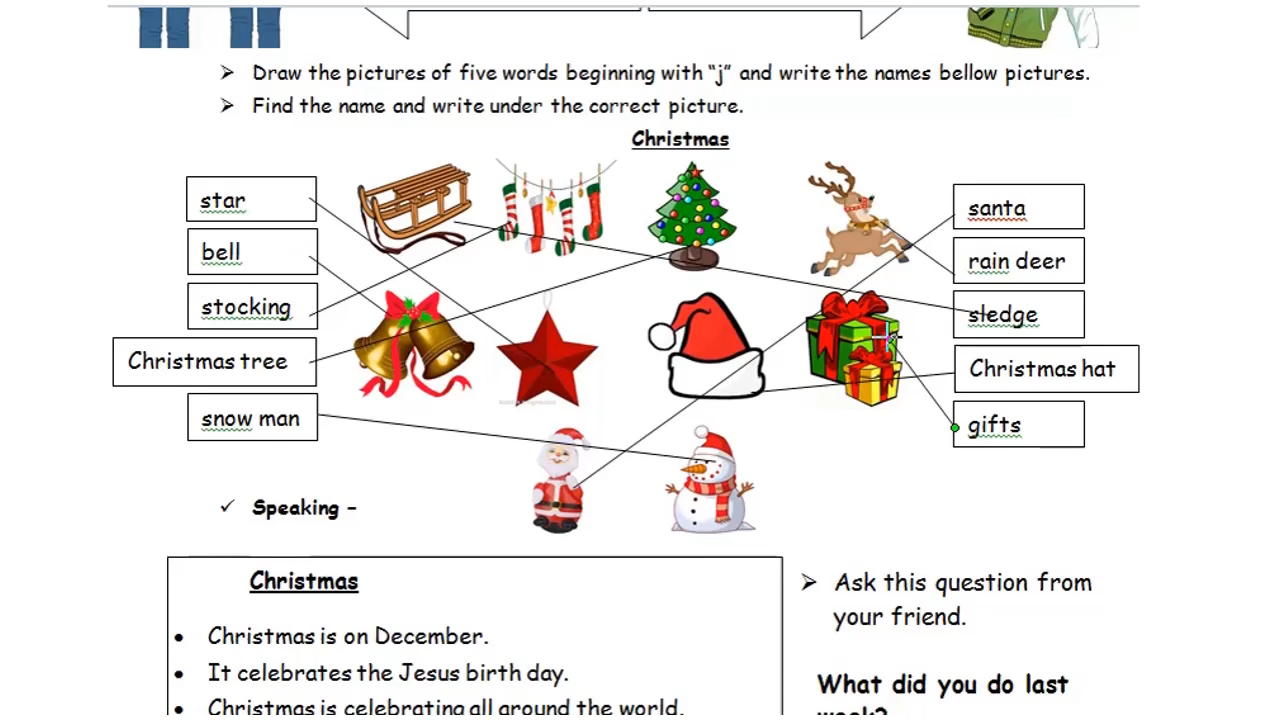 Draw the pictures of five words beginning with “j” and write the names bellow pictures.
Find the name and write under the correct picture.
Christmas
star
bell
stocking
Christmas tree
snow man
santa
rain deer
sledge
Christmas hat
gifts
Speaking –
Christmas
Christmas is on December.
It celebrates the Jesus birth day.
Christmas is celebrating all around the world.
Ask this question from
your friend.
What did you do last
week?